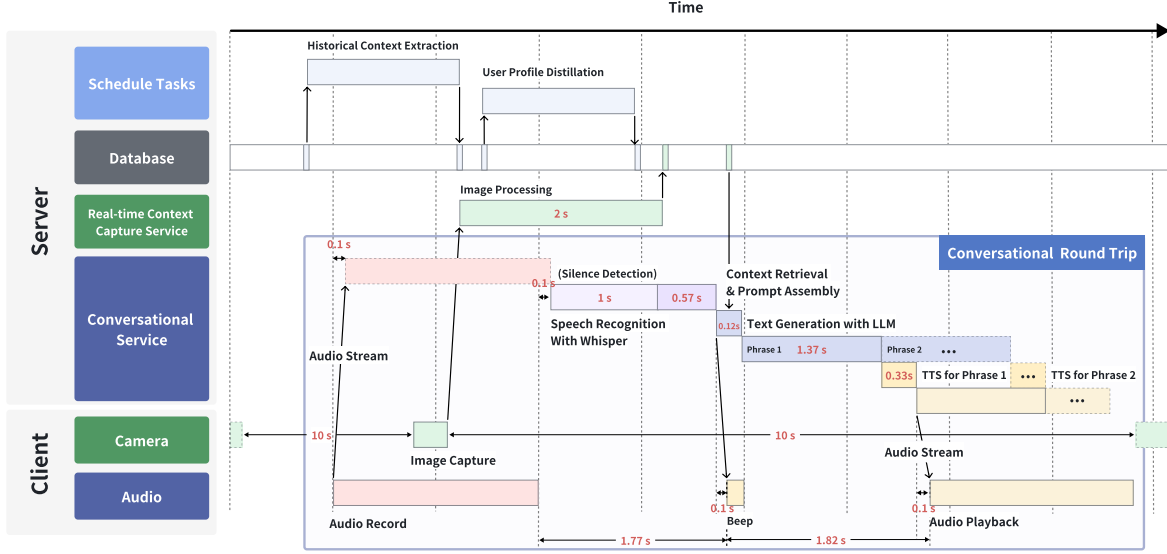 Time
Server
Schedule Tasks
Database
Real-time Context
Capture Service
Conversational
Service
Client
Camera
Audio
Historical Context Extraction
User Profile Distillation
Image Processing
2 s
Conversational Round Trip
0.1 s
0.1 s
(Silence Detection)
1 s
0.57 s
Speech Recognition
With Whisper
Context Retrieval
& Prompt Assembly
0.12s
Text Generation with LLM
Phrase 1
1.37 s
Phrase 2
•••
Audio Stream
0.33s
TTS for Phrase 1
•••
TTS for Phrase 2
•••
10 s
Image Capture
10 s
Audio Stream
Audio Record
0.1 s
Beep
0.1 s
Audio Playback
1.77 s
1.82 s